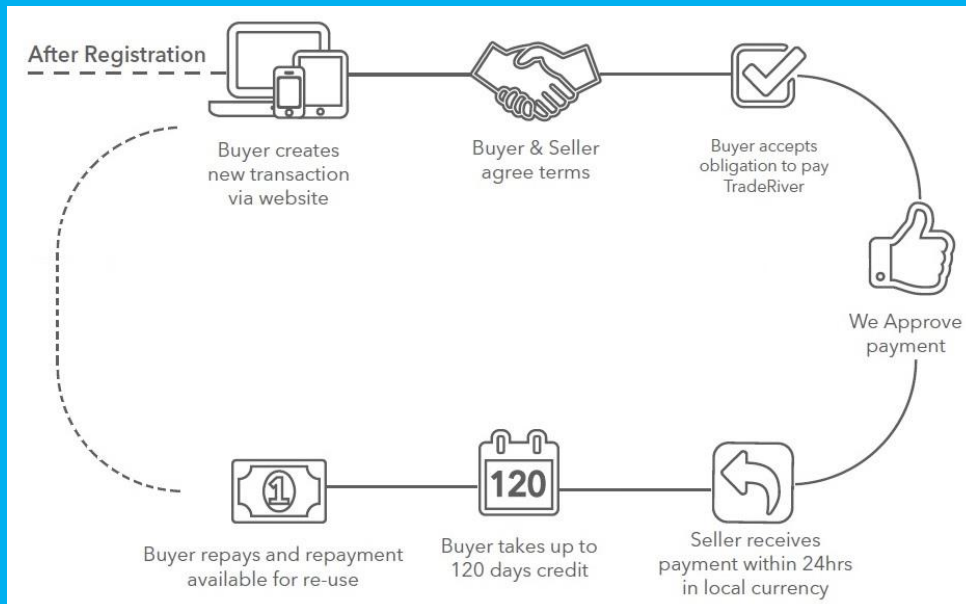 After Registration
Buyer creates
new transaction
via website
Buyer & Seller
agree terms
Buyer accepts
obligation to pay
TradeRiver
We Approve
payment
Seller receives
payment within 24hrs
in local currency
120
Buyer takes up to
120 days credit
1
Buyer repays and repayment
available for re-use